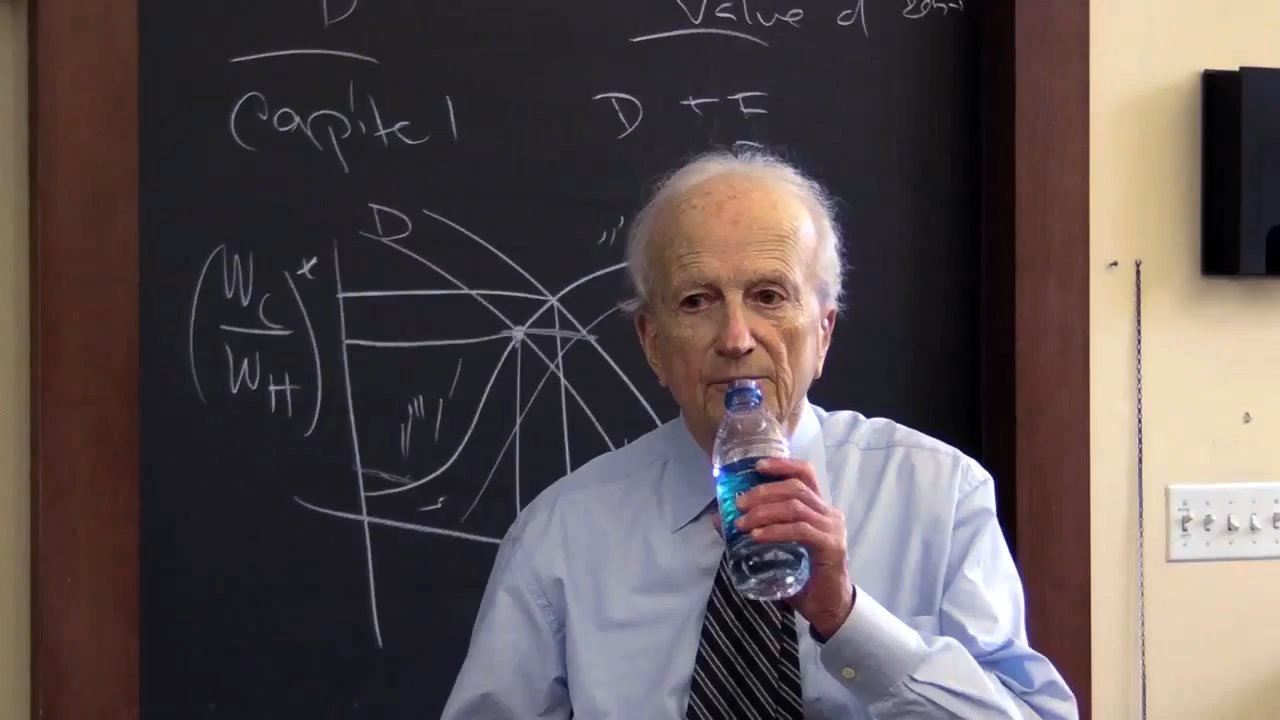 D
Value of
Capital
D + E
D
(W_C / W_H)*
S